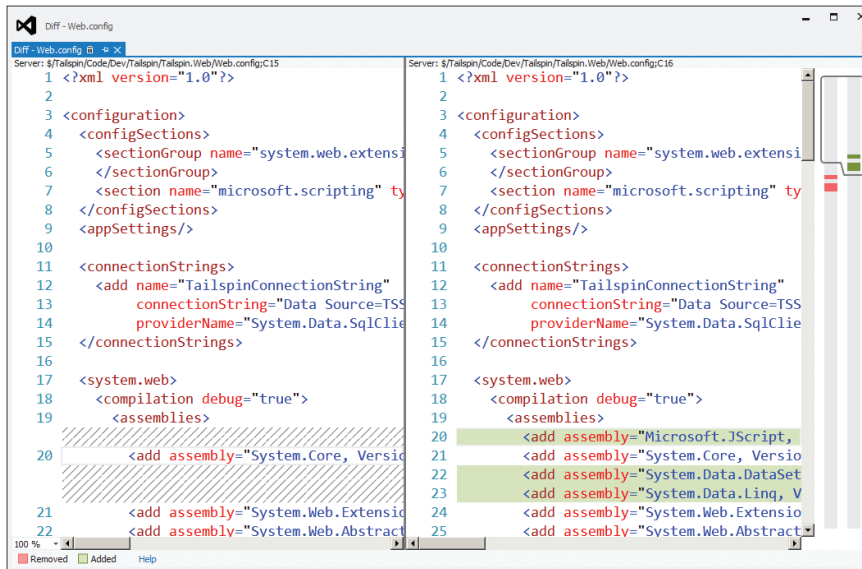 Diff - Web.config
Diff - Web.config
Server: $/Tailspin/Code/Dev/Tailspin/Tailspin.Web/Web.config;C15
1 <?xml version="1.0"?>
2
3 <configuration>
4 <configSections>
5 <sectionGroup name="system.web.extensi
6 </sectionGroup>
7 <section name="microsoft.scripting" ty
8 </configSections>
9 <appSettings/>
10
11 <connectionStrings>
12 <add name="TailspinConnectionString"
13 connectionString="Data Source=TSS
14 providerName="System.Data.SqlClie
15 </connectionStrings>
16
17 <system.web>
18 <compilation debug="true">
19 <assemblies>
20 <add assembly="System.Core, Versio
21 <add assembly="System.Web.Extensio
22 <add assembly="System.Web.Abstract
Server: $/Tailspin/Code/Dev/Tailspin/Tailspin.Web/Web.config;C16
1 <?xml version="1.0"?>
2
3 <configuration>
4 <configSections>
5 <sectionGroup name="system.web.extensi
6 </sectionGroup>
7 <section name="microsoft.scripting" ty
8 </configSections>
9 <appSettings/>
10
11 <connectionStrings>
12 <add name="TailspinConnectionString"
13 connectionString="Data Source=TSS
14 providerName="System.Data.SqlClie
15 </connectionStrings>
16
17 <system.web>
18 <compilation debug="true">
19 <assemblies>
20 <add assembly="Microsoft.JScript,
21 <add assembly="System.Core, Versio
22 <add assembly="System.Data.DataSet
23 <add assembly="System.Data.Linq, V
24 <add assembly="System.Web.Extensio
25 <add assembly="System.Web.Abstract
100 %
Removed Added Help